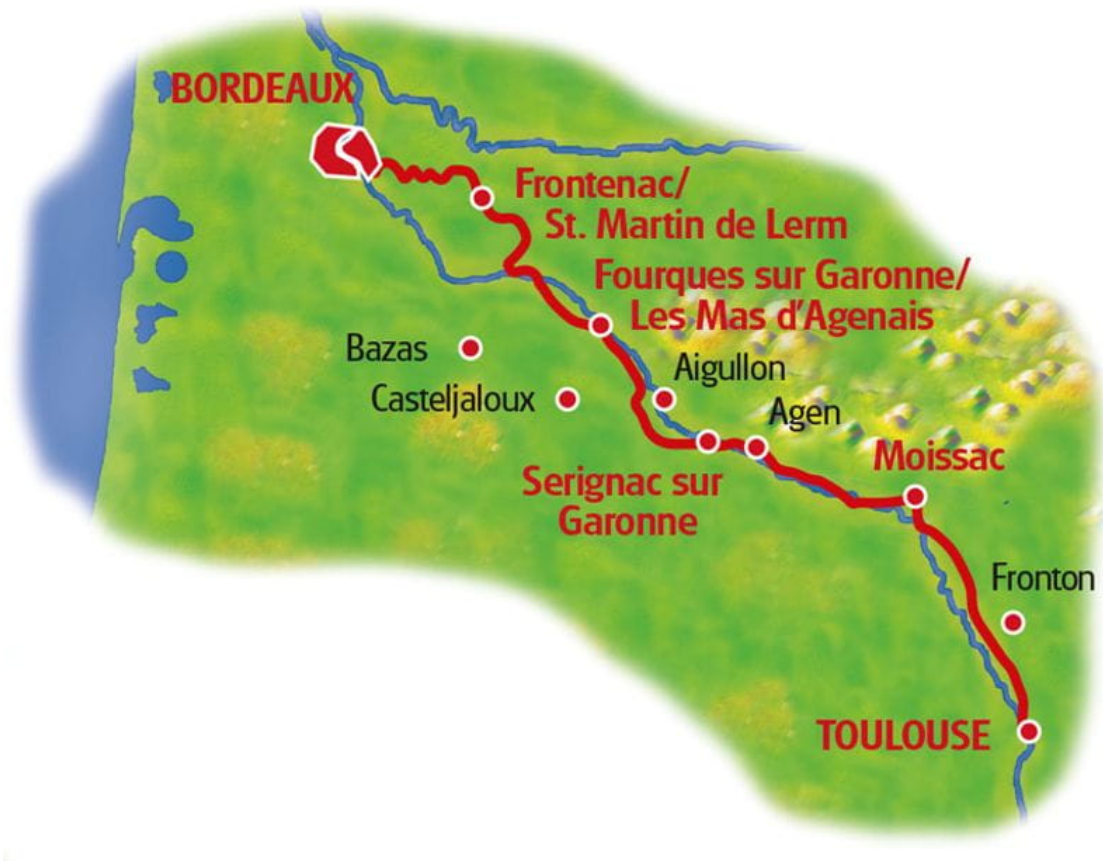 BORDEAUX
Frontenac/
St. Martin de Lerm
Fourques sur Garonne/
Les Mas d'Agenais
Bazas
Aigullon
Casteljaloux
Agen
Moissac
Serignac sur
Garonne
Fronton
TOULOUSE